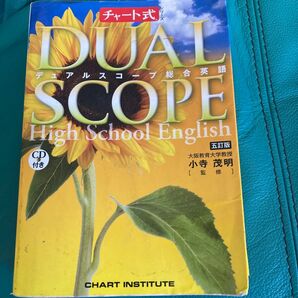 チャート式
DUAL
デュアルスコープ総合英語
SCOPE
High School English
CD
付き
五訂版
大阪教育大学教授
小寺 茂明
[監修]
CHART INSTITUTE